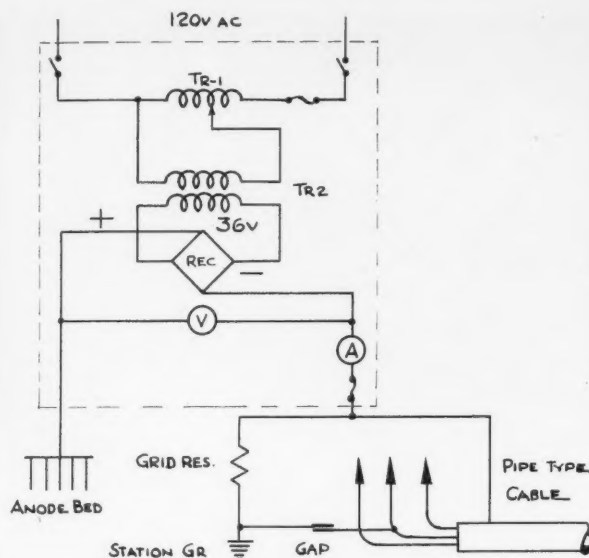 120V AC
TR-1
TR2
36V
+
REC
−
V
A
GRID RES.
PIPE TYPE
CABLE
ANODE BED
STATION GR
GAP